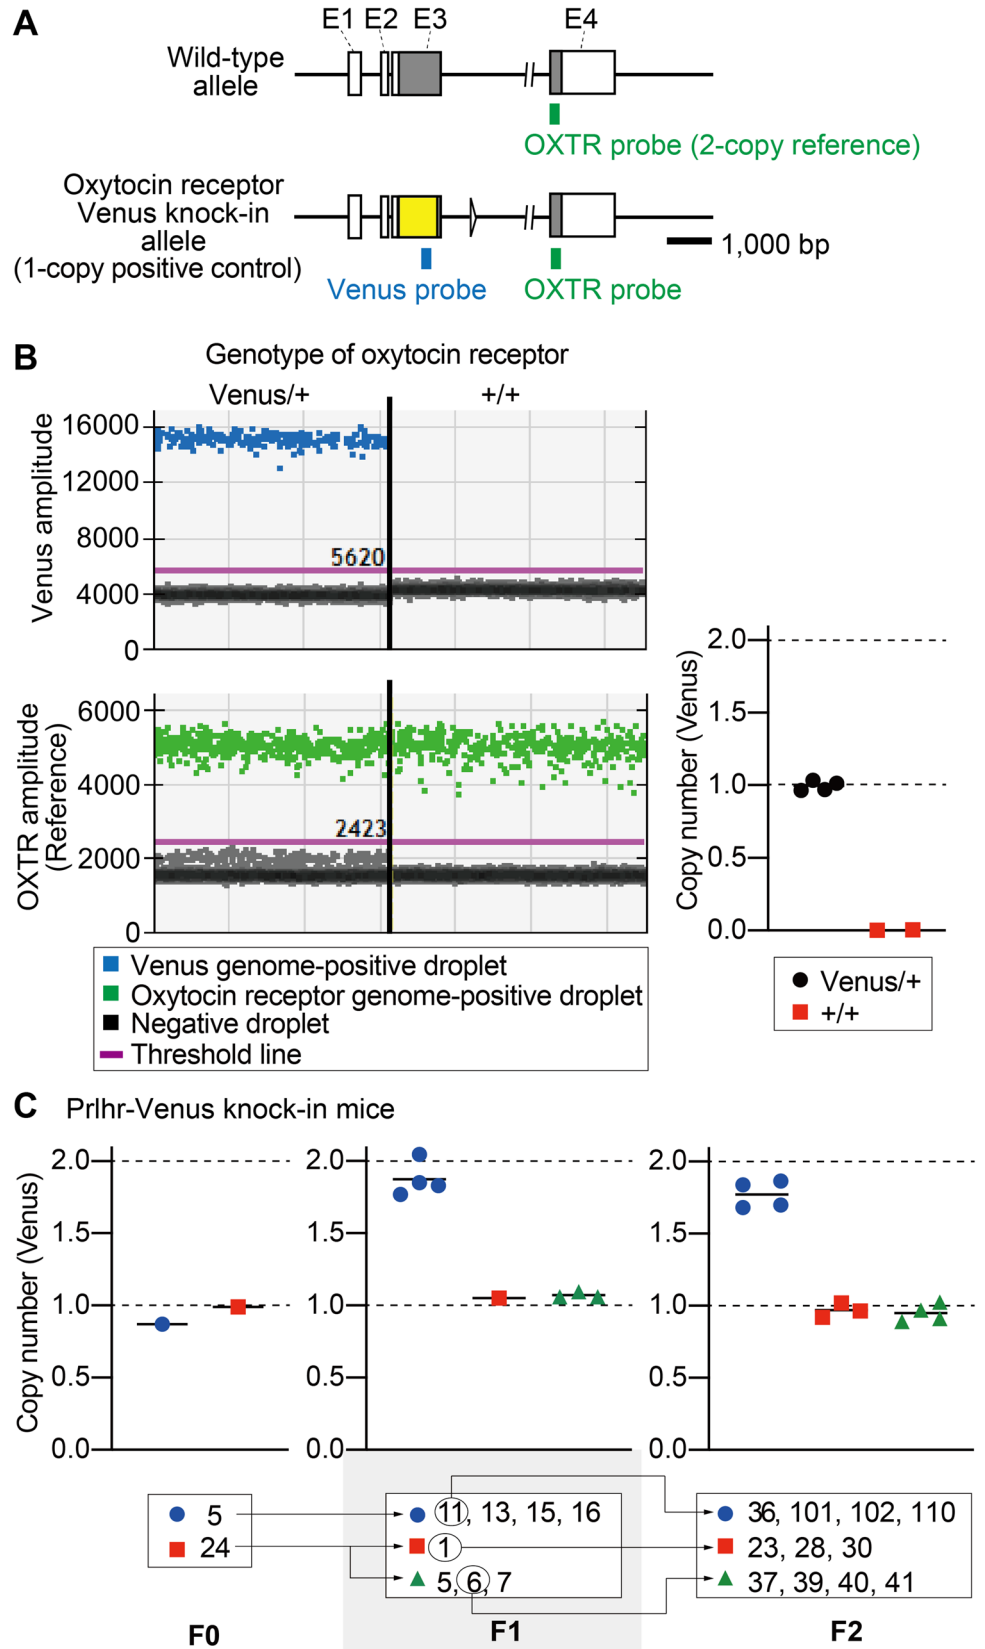 A
E1 E2 E3 E4
Wild-type
allele
OXTR probe (2-copy reference)
Oxytocin receptor
Venus knock-in
allele
(1-copy positive control)
1,000 bp
Venus probe
OXTR probe
B
Genotype of oxytocin receptor
Venus/+
+/+
Venus amplitude
16000
12000
8000
4000
0
5620
OXTR amplitude
(Reference)
6000
4000
2000
0
2423
Venus genome-positive droplet
Oxytocin receptor genome-positive droplet
Negative droplet
Threshold line
Copy number (Venus)
2.0
1.5
1.0
0.5
0.0
Venus/+
+/+
C
Prlhr-Venus knock-in mice
Copy number (Venus)
2.0
1.5
1.0
0.5
0.0
2.0
1.5
1.0
0.5
0.0
2.0
1.5
1.0
0.5
0.0
5
24
F0
11, 13, 15, 16
1
5, 6, 7
F1
36, 101, 102, 110
23, 28, 30
37, 39, 40, 41
F2